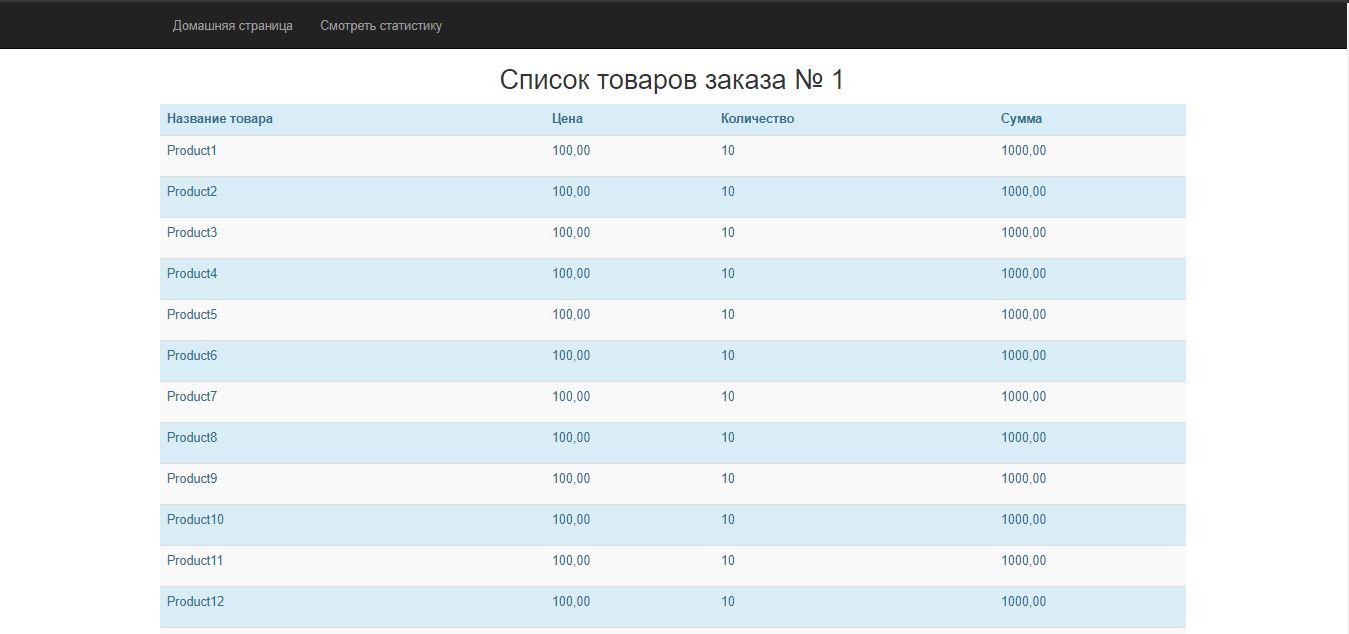 Домашняя страница Смотреть статистику
Список товаров заказа № 1
Название товара Цена Количество Сумма
Product1 100,00 10 1000,00
Product2 100,00 10 1000,00
Product3 100,00 10 1000,00
Product4 100,00 10 1000,00
Product5 100,00 10 1000,00
Product6 100,00 10 1000,00
Product7 100,00 10 1000,00
Product8 100,00 10 1000,00
Product9 100,00 10 1000,00
Product10 100,00 10 1000,00
Product11 100,00 10 1000,00
Product12 100,00 10 1000,00